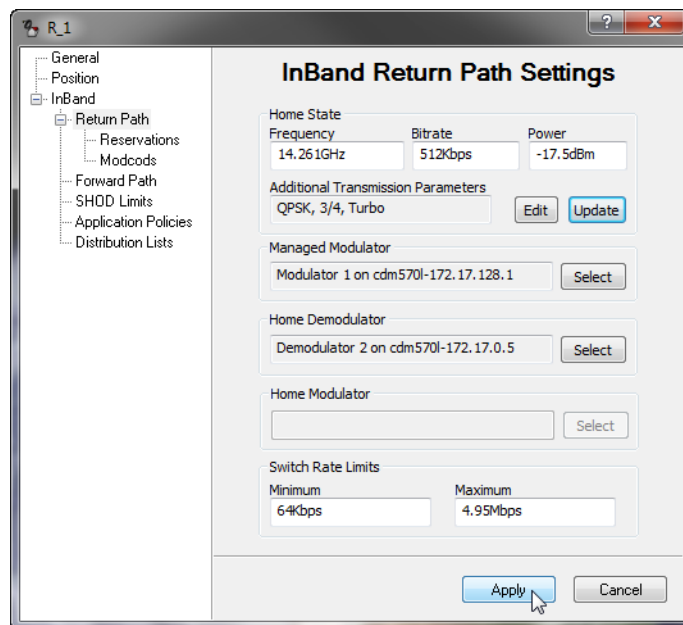 R_1
?
X
General
Position
InBand
Return Path
Reservations
Modcods
Forward Path
SHOD Limits
Application Policies
Distribution Lists
InBand Return Path Settings
Home State
Frequency Bitrate Power
14.261GHz 512Kbps -17.5dBm
Additional Transmission Parameters
QPSK, 3/4, Turbo Edit Update
Managed Modulator
Modulator 1 on cdm570l-172.17.128.1 Select
Home Demodulator
Demodulator 2 on cdm570l-172.17.0.5 Select
Home Modulator
Select
Switch Rate Limits
Minimum Maximum
64Kbps 4.95Mbps
Apply Cancel